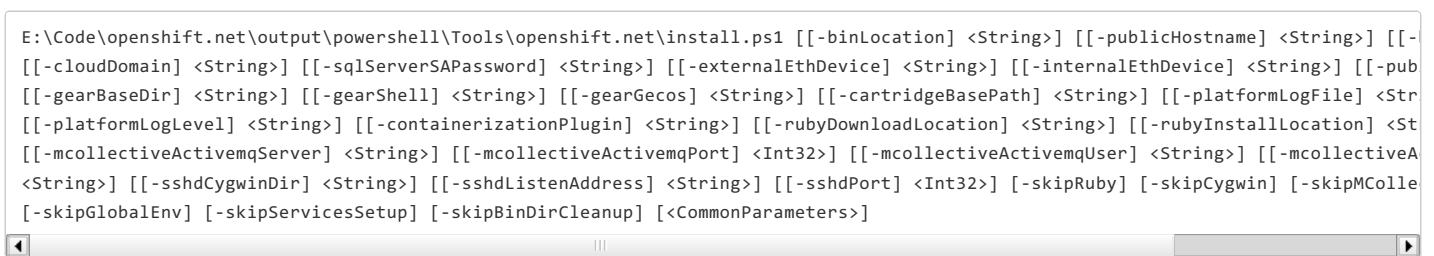 E:\Code\openshift.net\output\powershell\Tools\openshift.net\install.ps1 [[-binLocation] <String>] [[-publicHostname] <String>] [[-
[[-cloudDomain] <String>] [[-sqlServerSAPassword] <String>] [[-externalEthDevice] <String>] [[-internalEthDevice] <String>] [[-pub
[[-gearBaseDir] <String>] [[-gearShell] <String>] [[-gearGecos] <String>] [[-cartridgeBasePath] <String>] [[-platformLogFile] <Str
[[-platformLogLevel] <String>] [[-containerizationPlugin] <String>] [[-rubyDownloadLocation] <String>] [[-rubyInstallLocation] <St
[[-mcollectiveActivemqServer] <String>] [[-mcollectiveActivemqPort] <Int32>] [[-mcollectiveActivemqUser] <String>] [[-mcollectiveA
<String>] [[-sshdCygwinDir] <String>] [[-sshdListenAddress] <String>] [[-sshdPort] <Int32>] [-skipRuby] [-skipCygwin] [-skipMColle
[-skipGlobalEnv] [-skipServicesSetup] [-skipBinDirCleanup] [<CommonParameters>]